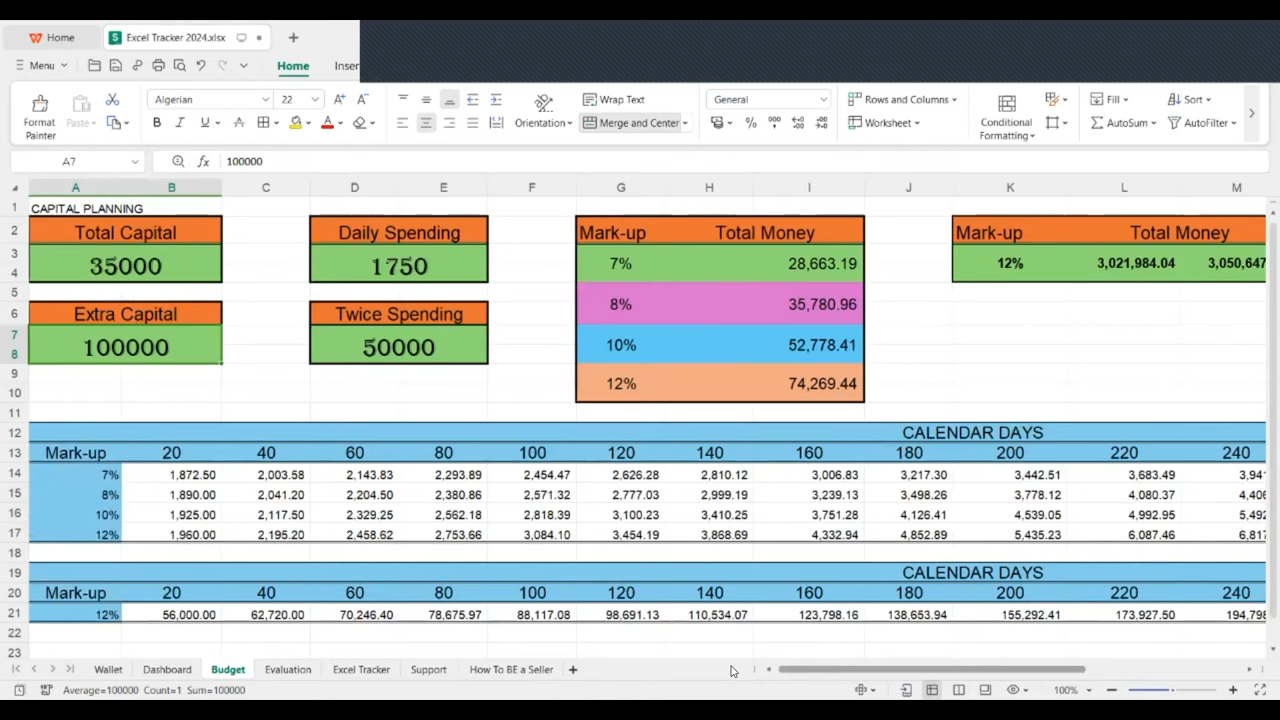 Home Excel Tracker 2024.xlsx
Menu Home Inser
Algerian 22 Wrap Text General Rows and Columns Fill Sort
Format Painter Paste Orientation Merge and Center Worksheet Conditional Formatting AutoSum AutoFilter
A7 fx 100000
A B C D E F G H I J K L M
1 CAPITAL PLANNING
2 Total Capital Daily Spending Mark-up Total Money Mark-up Total Money
3 35000 1750 7% 28,663.19 12% 3,021,984.04 3,050,647
4
5
6 Extra Capital Twice Spending 8% 35,780.96
7 100000 50000 10% 52,778.41
8
9 12% 74,269.44
10
11
12 CALENDAR DAYS
13 Mark-up 20 40 60 80 100 120 140 160 180 200 220 240
14 7% 1,872.50 2,003.58 2,143.83 2,293.89 2,454.47 2,626.28 2,810.12 3,006.83 3,217.30 3,442.51 3,683.49 3,94
15 8% 1,890.00 2,041.20 2,204.50 2,380.86 2,571.32 2,777.03 2,999.19 3,239.13 3,498.26 3,778.12 4,080.37 4,406
16 10% 1,925.00 2,117.50 2,329.25 2,562.18 2,818.39 3,100.23 3,410.25 3,751.28 4,126.41 4,539.05 4,992.95 5,492
17 12% 1,960.00 2,195.20 2,458.62 2,753.66 3,084.10 3,454.19 3,868.69 4,332.94 4,852.89 5,435.23 6,087.46 6,817
18
19 CALENDAR DAYS
20 Mark-up 20 40 60 80 100 120 140 160 180 200 220 240
21 12% 56,000.00 62,720.00 70,246.40 78,675.97 88,117.08 98,691.13 110,534.07 123,798.16 138,653.94 155,292.41 173,927.50 194,798
22
23
Wallet Dashboard Budget Evaluation Excel Tracker Support How To BE a Seller
Average=100000 Count=1 Sum=100000 100%